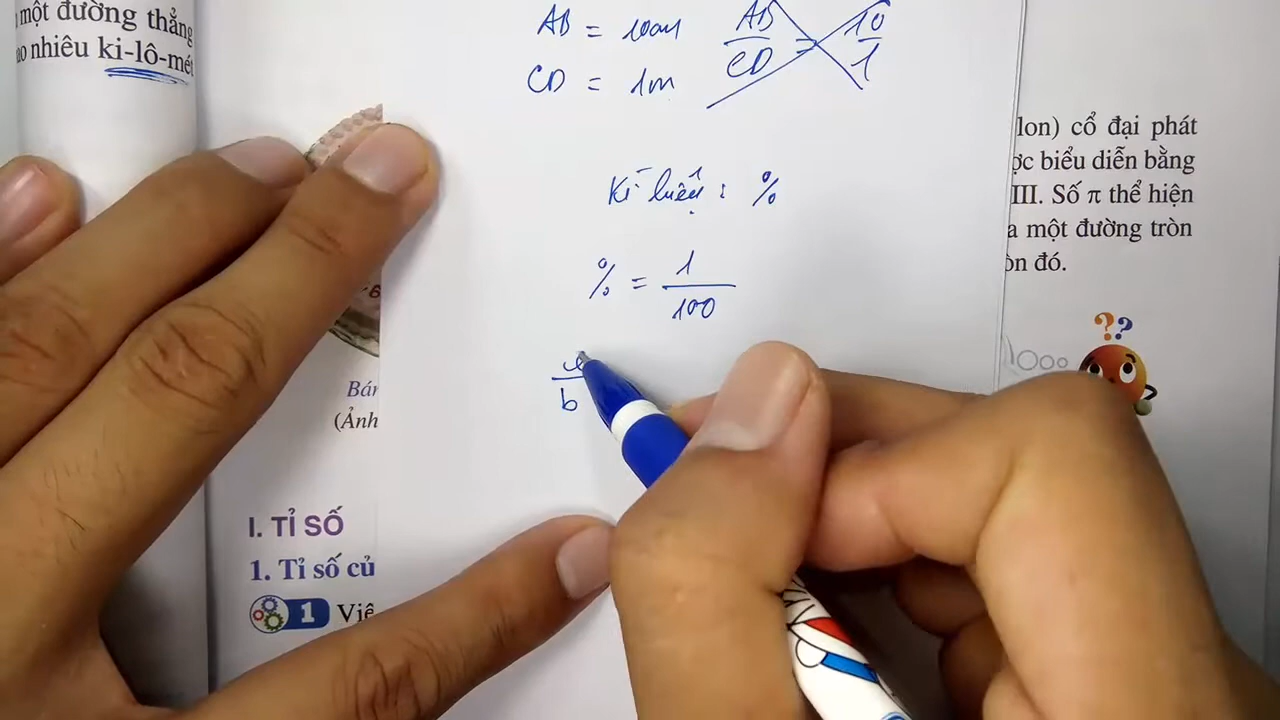 một đường thẳng
nhiêu ki-lô-mét
AB = 10cm
CD = 1m
AB/CD = 10/1
Kí hiệu : %
% = 1/100
b
lon) cổ đại phát
ợc biểu diễn bằng
III. Số π thể hiện
a một đường tròn
òn đó.
??
Bán
(Ảnh
I. TỈ SỐ
1. Tỉ số củ
1 Viê